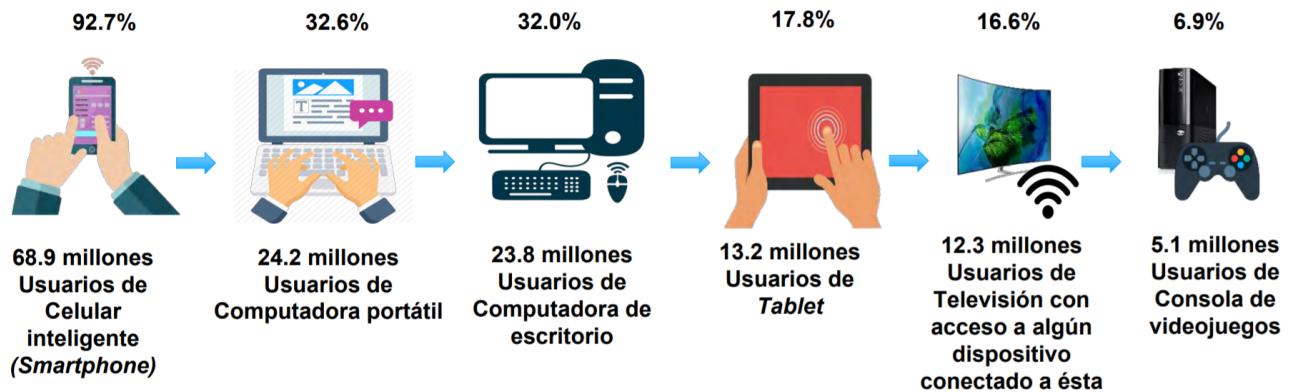 92.7%
32.6%
32.0%
17.8%
16.6%
6.9%
T
68.9 millones
Usuarios de
Celular
inteligente
(Smartphone)
24.2 millones
Usuarios de
Computadora portátil
23.8 millones
Usuarios de
Computadora de
escritorio
13.2 millones
Usuarios de
Tablet
12.3 millones
Usuarios de
Televisión con
acceso a algún
dispositivo
conectado a ésta
5.1 millones
Usuarios de
Consola de
videojuegos